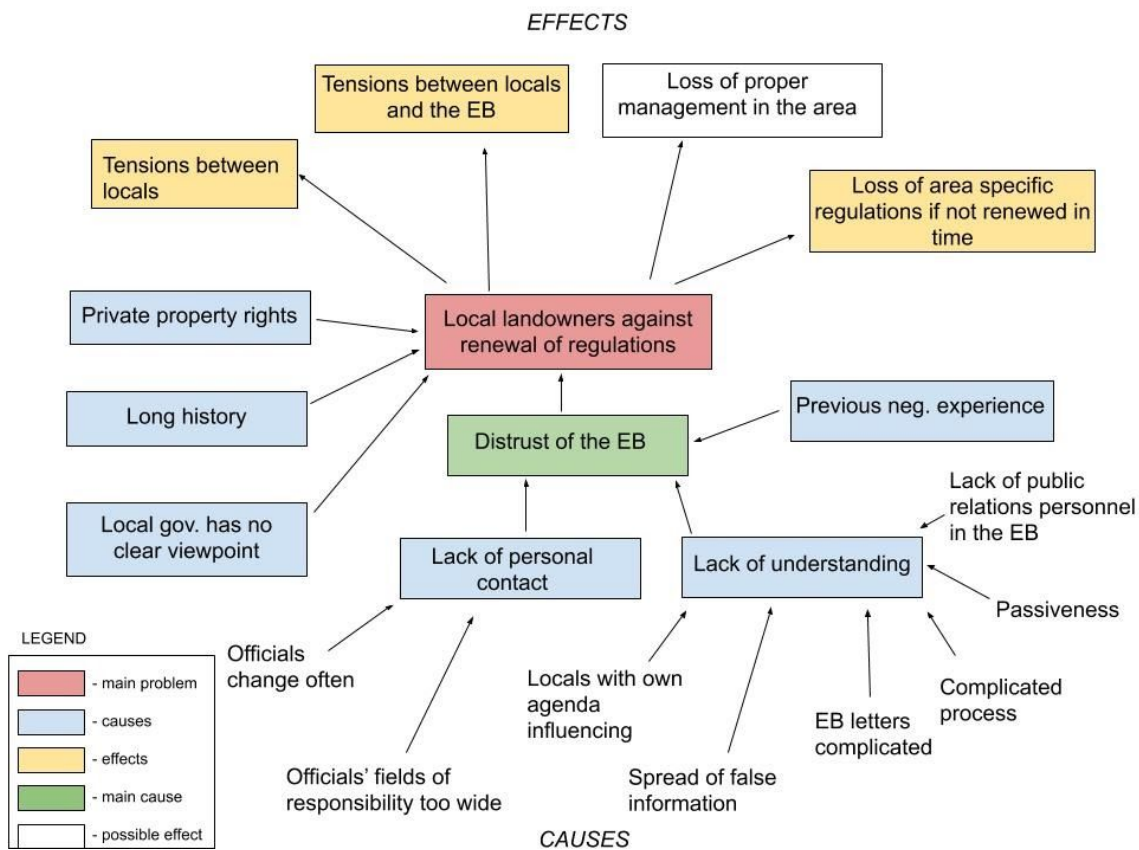 EFFECTS
Tensions between locals
and the EB
Loss of proper
management in the area
Tensions between
locals
Loss of area specific
regulations if not renewed in
time
Private property rights
Local landowners against
renewal of regulations
Long history
Previous neg. experience
Distrust of the EB
Local gov. has no
clear viewpoint
Lack of public
relations personnel
in the EB
Lack of personal
contact
Lack of understanding
Passiveness
Officials
change often
Locals with own
agenda
influencing
Complicated
process
EB letters
complicated
Officials’ fields of
responsibility too wide
Spread of false
information
LEGEND
- main problem
- causes
- effects
- main cause
- possible effect
CAUSES